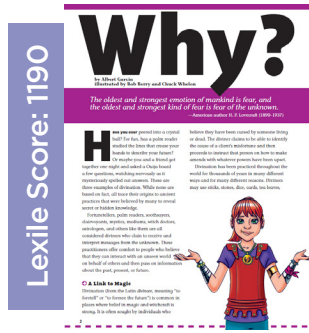 Lexile Score: 1190
Why?
by Albert Garcia
illustrated by Bob Berry and Chuck Whelon
The oldest and strongest emotion of mankind is fear, and
the oldest and strongest kind of fear is fear of the unknown.
—American author H. P. Lovecraft (1890–1937)
Have you ever peered into a crystal
ball? Or has a palm reader
studied the lines that crease your
hands to describe your future?
Or maybe you and a friend got
together one night and asked a Ouija board
a few questions, watching nervously as it
mysteriously spelled out answers. These are
three examples of divination. While some use
based on fact, all trace their origins to ancient
practices that were believed by many to reveal
secret or hidden knowledge.
Fortunetellers, palm readers, soothsayers,
clairvoyants, mystics, mediums, witch doctors,
astrologers, and others like them are all
considered diviners who claim to receive and
interpret messages from the unknown. These
practitioners offer comfort to people who believe
that they can interact with an unseen world
on behalf of others and then pass on information
about the past, present, or future.
A Link to Magic
Divination (from the Latin divinare, meaning "to
foretell" or "to foresee the future") is common in
places where belief in magic and witchcraft is
strong. It is often sought by individuals who
believe they have been cursed by someone living
or dead. The diviner claims to be able to identify
the cause of a client's misfortune and then
proceeds to instruct that person on how to make
amends with whatever powers have been upset.
Divination has been practiced throughout the
world for thousands of years in many different
ways and for many different reasons. Diviners
may use sticks, stones, dice, cards, tea leaves,
2